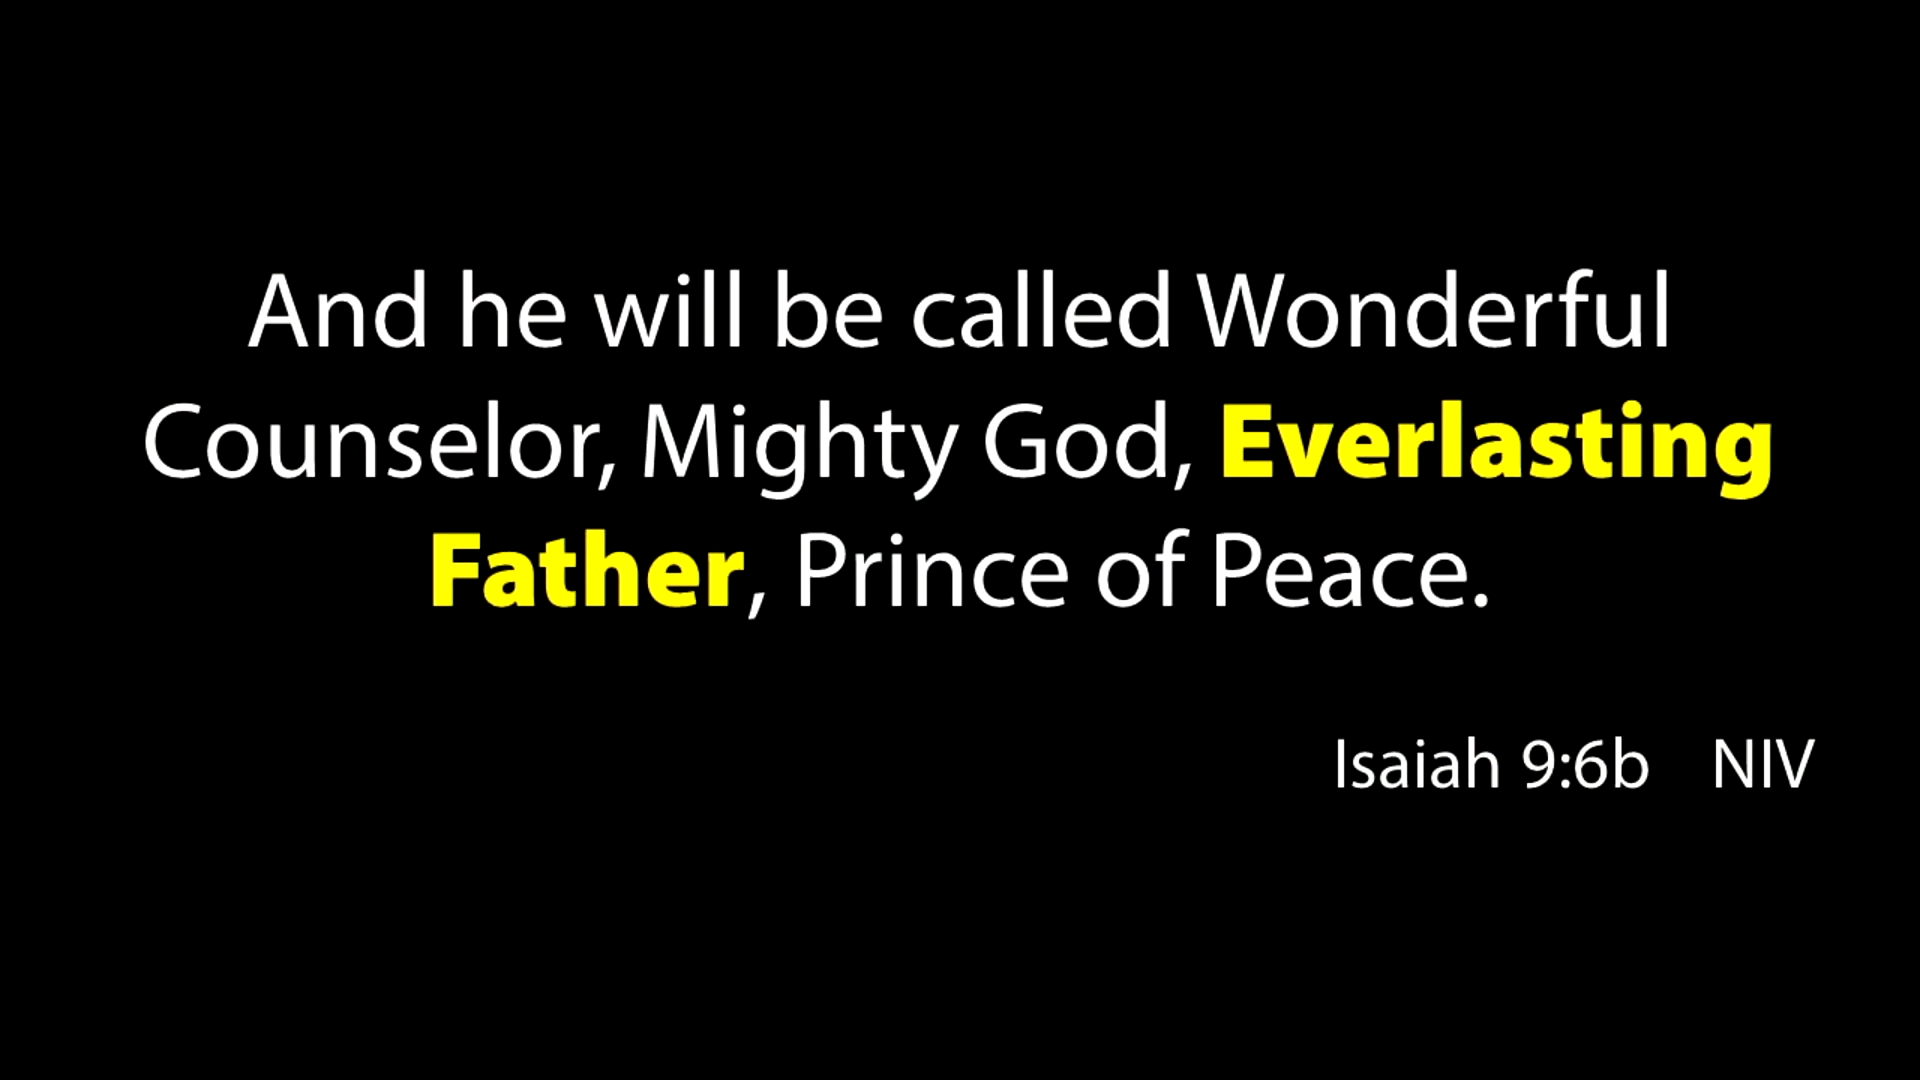 And he will be called Wonderful
Counselor, Mighty God, Everlasting
Father, Prince of Peace.
Isaiah 9:6b NIV